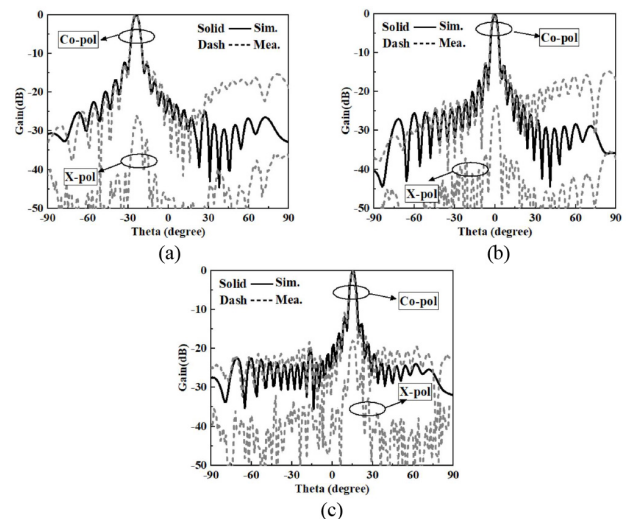 0
-10
-20
-30
-40
-50
Gain(dB)
Solid Sim.
Dash Mea.
Co-pol
X-pol
-90 -60 -30 0 30 60 90
Theta (degree)
(a)
0
-10
-20
-30
-40
-50
Gain(dB)
Solid Sim.
Dash Mea.
Co-pol
X-pol
-90 -60 -30 0 30 60 90
Theta (degree)
(b)
0
-10
-20
-30
-40
-50
Gain(dB)
Solid Sim.
Dash Mea.
Co-pol
X-pol
-90 -60 -30 0 30 60 90
Theta (degree)
(c)